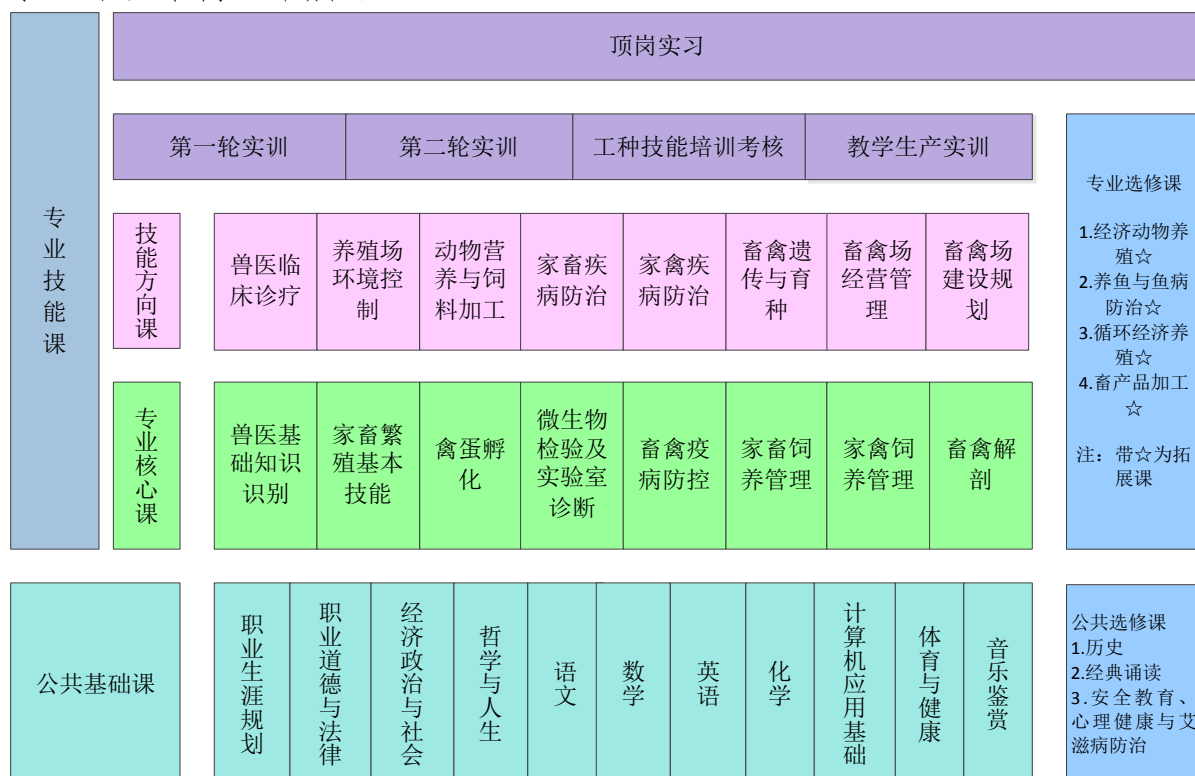 顶岗实习
第一轮实训
第二轮实训
工种技能培训考核
教学生产实训
专业技能课
技能方向课
兽医临
床诊疗
养殖场
环境控
制
动物营
养与饲
料加工
家畜疾
病防治
家禽疾
病防治
畜禽遗
传与育
种
畜禽场
经营管
理
畜禽场
建设规
划
专业核心课
兽医基
础知识
识别
家畜繁
殖基本
技能
禽蛋孵
化
微生物
检验及
实验室
诊断
畜禽疫
病防控
家畜饲
养管理
家禽饲
养管理
畜禽解
剖
专业选修课
1.经济动物养
殖☆
2.养鱼与鱼病
防治☆
3.循环经济养
殖☆
4.畜产品加工
☆
注：带☆为拓
展课
公共基础课
职业生涯规划
职业道德与法律
经济政治与社会
哲学与人生
语文
数学
英语
化学
计算机应用基础
体育与健康
音乐鉴赏
公共选修课
1.历史
2.经典诵读
3.安全教育、
心理健康与艾
滋病防治